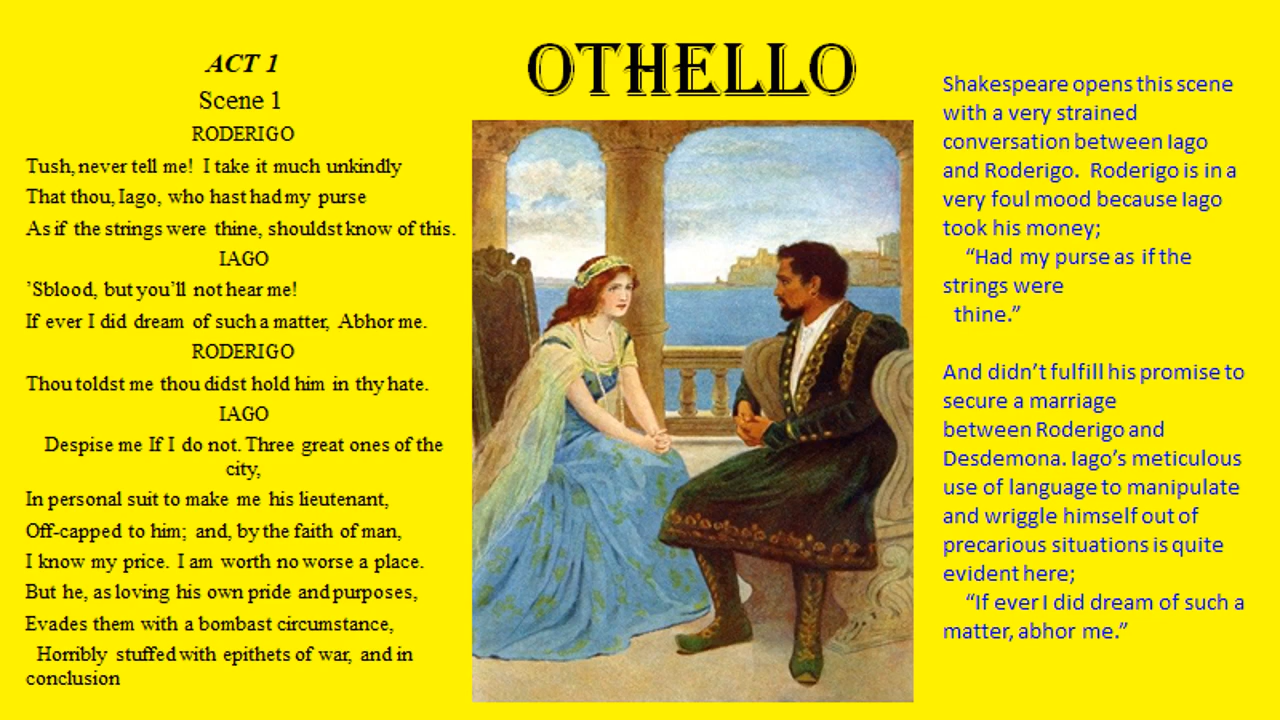 ACT 1
Scene 1
RODERIGO
Tush, never tell me! I take it much unkindly
That thou, Iago, who hast had my purse
As if the strings were thine, shouldst know of this.
IAGO
’Sblood, but you’ll not hear me!
If ever I did dream of such a matter, Abhor me.
RODERIGO
Thou toldst me thou didst hold him in thy hate.
IAGO
Despise me If I do not. Three great ones of the
city,
In personal suit to make me his lieutenant,
Off-capped to him; and, by the faith of man,
I know my price. I am worth no worse a place.
But he, as loving his own pride and purposes,
Evades them with a bombast circumstance,
Horribly stuffed with epithets of war, and in
conclusion
OTHELLO
Shakespeare opens this scene
with a very strained
conversation between Iago
and Roderigo. Roderigo is in a
very foul mood because Iago
took his money;
“Had my purse as if the
strings were
thine.”
And didn’t fulfill his promise to
secure a marriage
between Roderigo and
Desdemona. Iago’s meticulous
use of language to manipulate
and wriggle himself out of
precarious situations is quite
evident here;
“If ever I did dream of such a
matter, abhor me.”